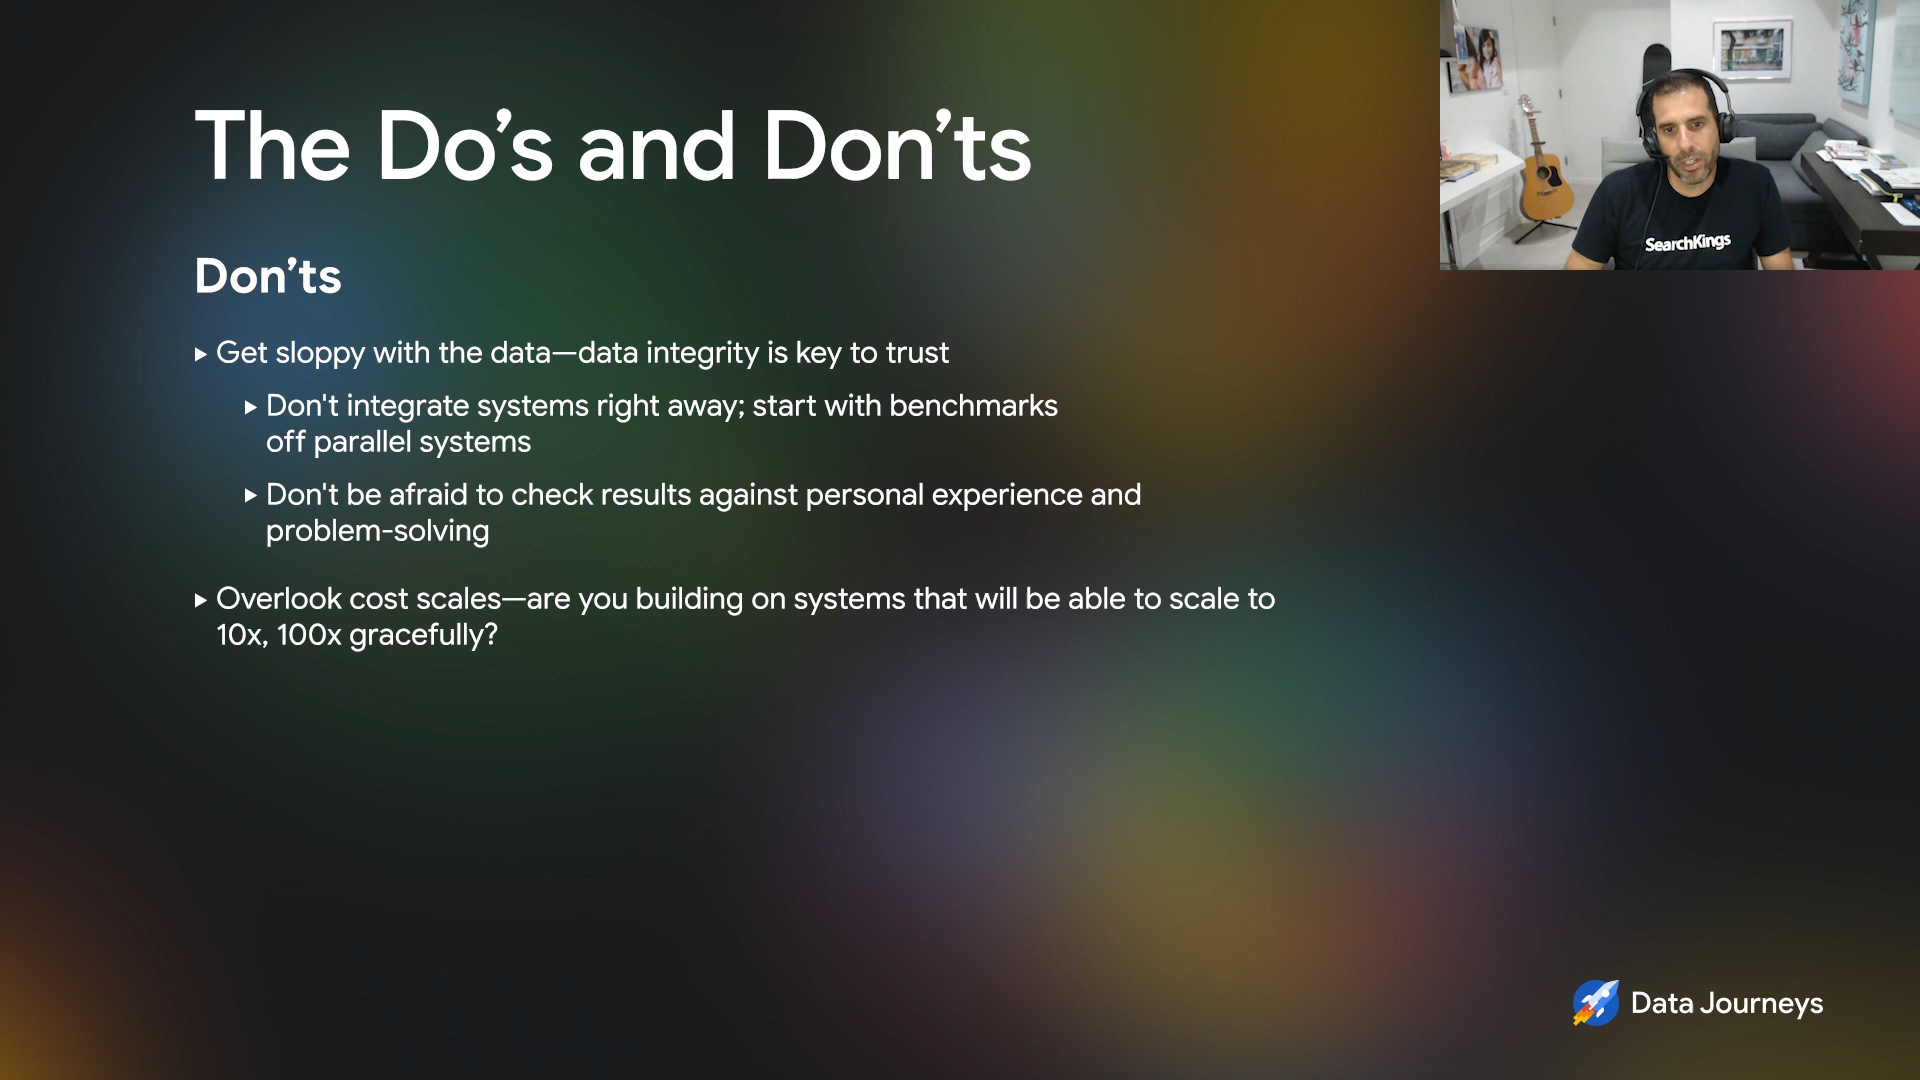 The Do’s and Don’ts
Don’ts
Get sloppy with the data—data integrity is key to trust
Don't integrate systems right away; start with benchmarks
off parallel systems
Don't be afraid to check results against personal experience and
problem-solving
Overlook cost scales—are you building on systems that will be able to scale to
10x, 100x gracefully?
SearchKings
Data Journeys